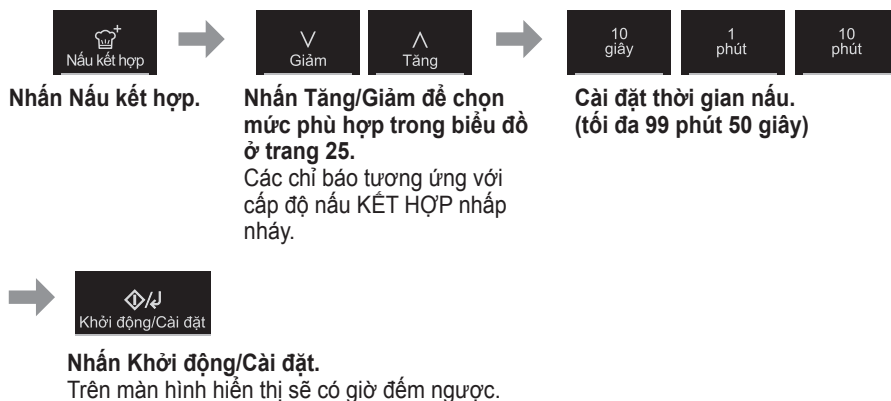 Nấu kết hợp
Giảm
Tăng
10
giây
1
phút
10
phút
Nhấn Nấu kết hợp.
Nhấn Tăng/Giảm để chọn
mức phù hợp trong biểu đồ
ở trang 25.
Các chỉ báo tương ứng với
cấp độ nấu KẾT HỢP nhấp
nháy.
Cài đặt thời gian nấu.
(tối đa 99 phút 50 giây)
Khởi động/Cài đặt
Nhấn Khởi động/Cài đặt.
Trên màn hình hiển thị sẽ có giờ đếm ngược.